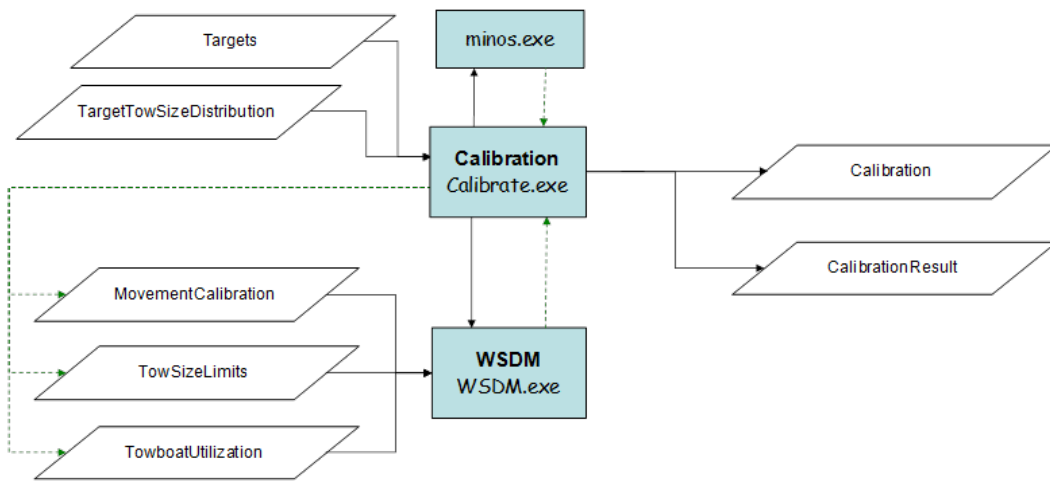 Targets
minos.exe
TargetTowSizeDistribution
Calibration
Calibrate.exe
Calibration
CalibrationResult
MovementCalibration
TowSizeLimits
WSDM
WSDM.exe
TowboatUtilization